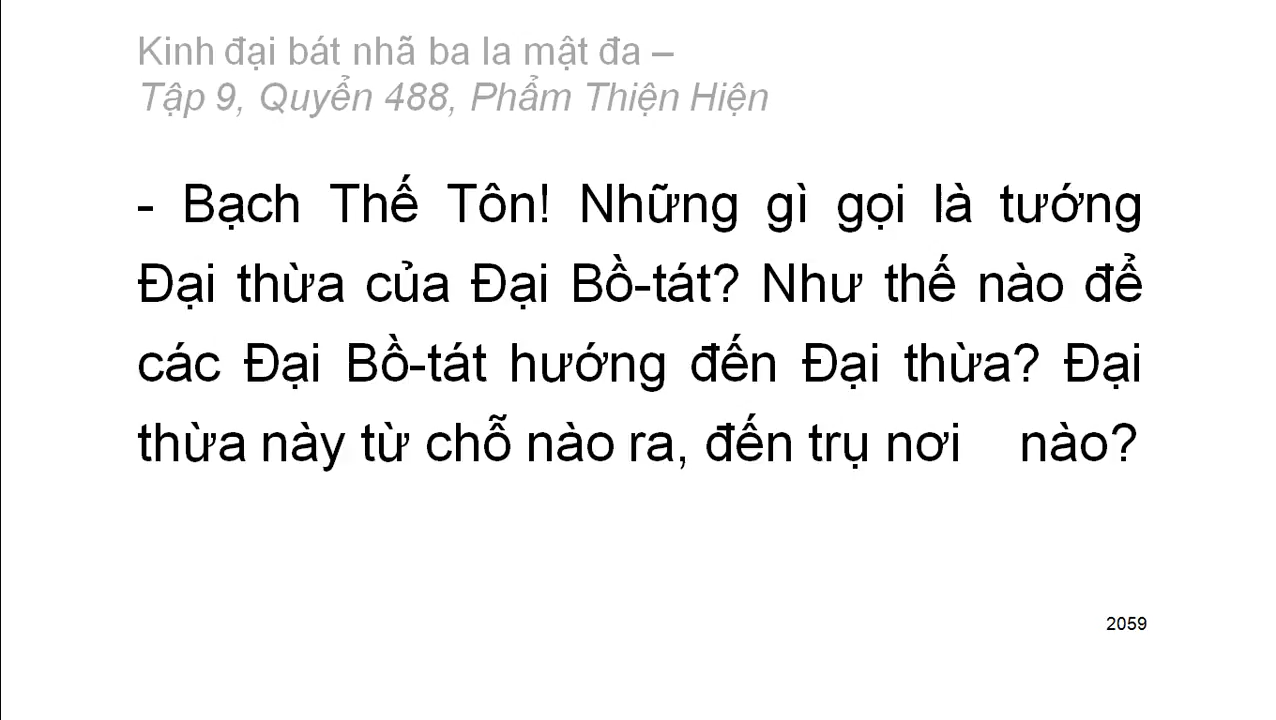 Kinh đại bát nhã ba la mật đa –
Tập 9, Quyển 488, Phẩm Thiện Hiện
- Bạch Thế Tôn! Những gì gọi là tướng
Đại thừa của Đại Bồ-tát? Như thế nào để
các Đại Bồ-tát hướng đến Đại thừa? Đại
thừa này từ chỗ nào ra, đến trụ nơi nào?
2059